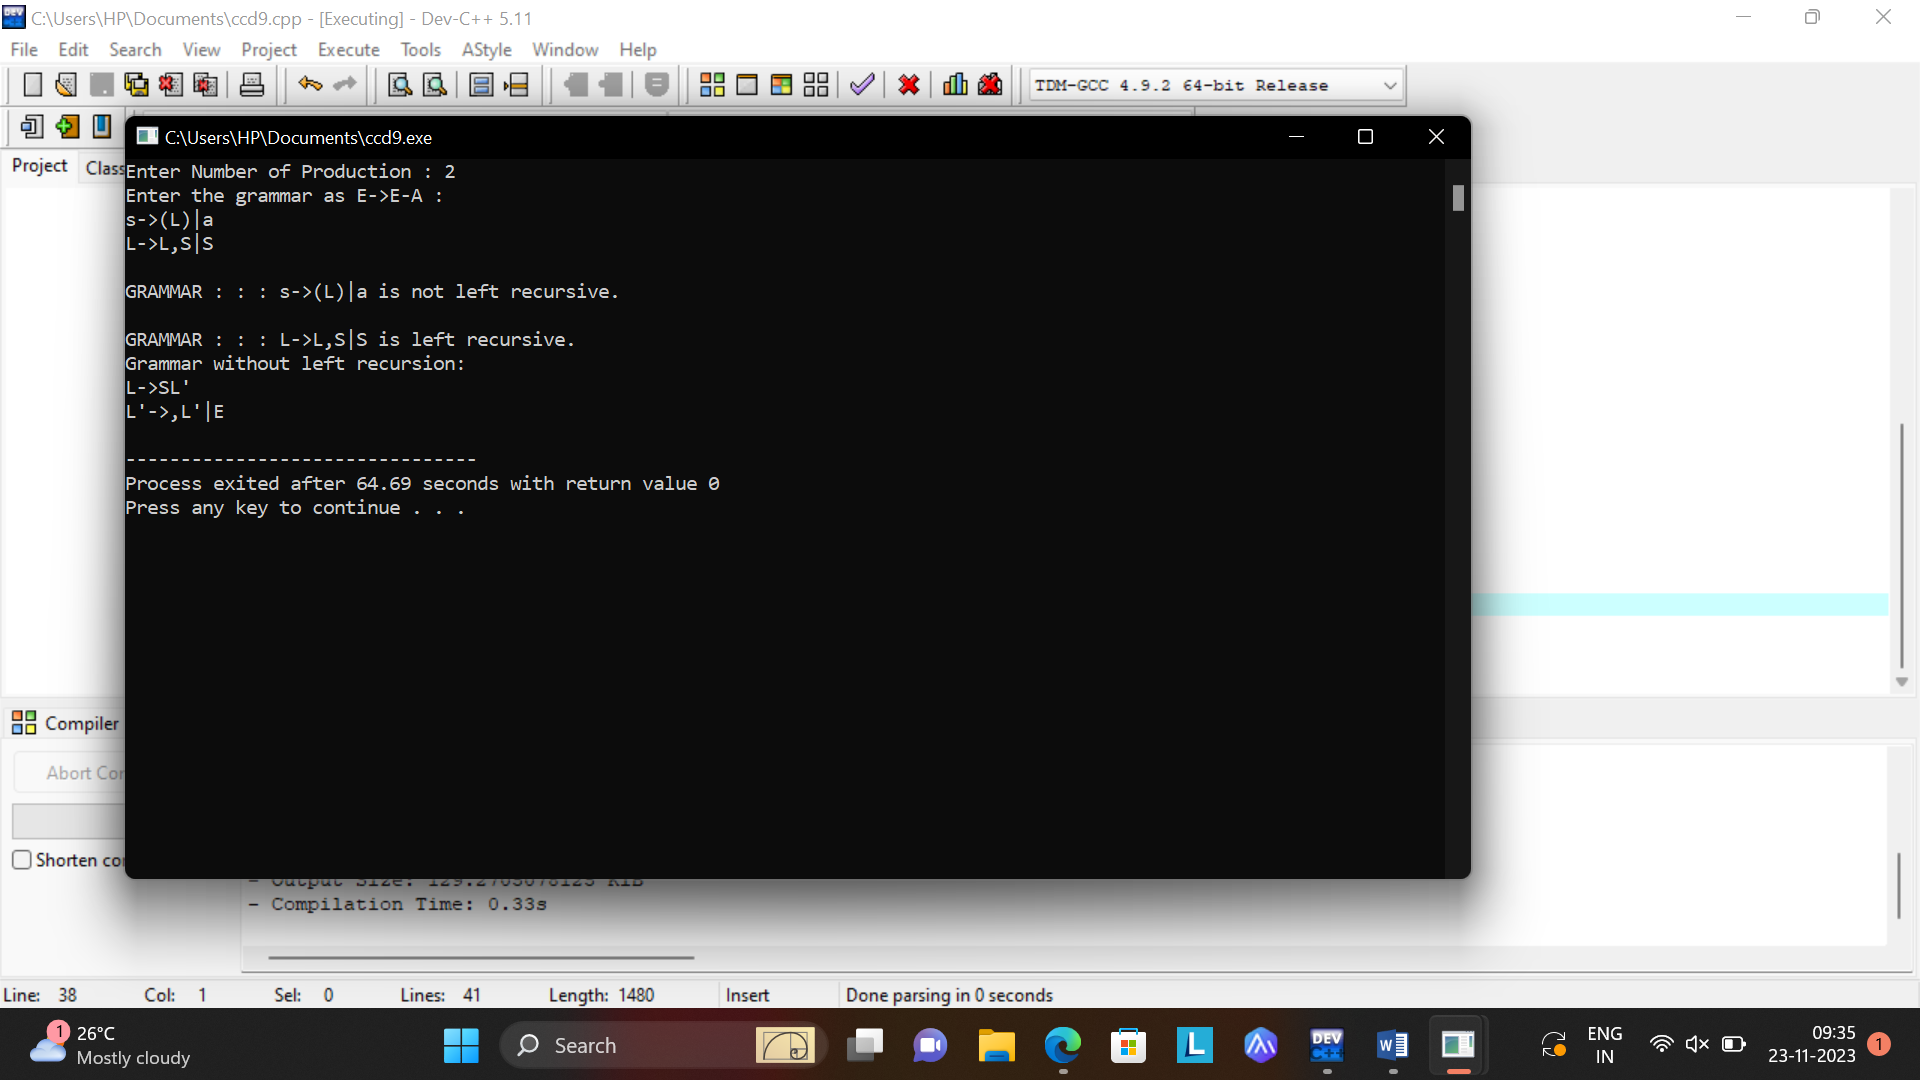 C:\Users\HP\Documents\ccd9.cpp - [Executing] - Dev-C++ 5.11
File Edit Search View Project Execute Tools AStyle Window Help
TDM-GCC 4.9.2 64-bit Release
C:\Users\HP\Documents\ccd9.exe
Project Class
Enter Number of Production : 2
Enter the grammar as E->E-A :
s->(L)|a
L->L,S|S
GRAMMAR : : : s->(L)|a is not left recursive.
GRAMMAR : : : L->L,S|S is left recursive.
Grammar without left recursion:
L->SL'
L'->,L'|E
--------------------------------
Process exited after 64.69 seconds with return value 0
Press any key to continue . . .
Compiler
Abort Con
Shorten con
- Output Size: 129.2705078125 KiB
- Compilation Time: 0.33s
Line: 38 Col: 1 Sel: 0 Lines: 41 Length: 1480 Insert Done parsing in 0 seconds
1
26°C
Mostly cloudy
Search
L
DEV
C++
W
ENG
IN
09:35
23-11-2023
1